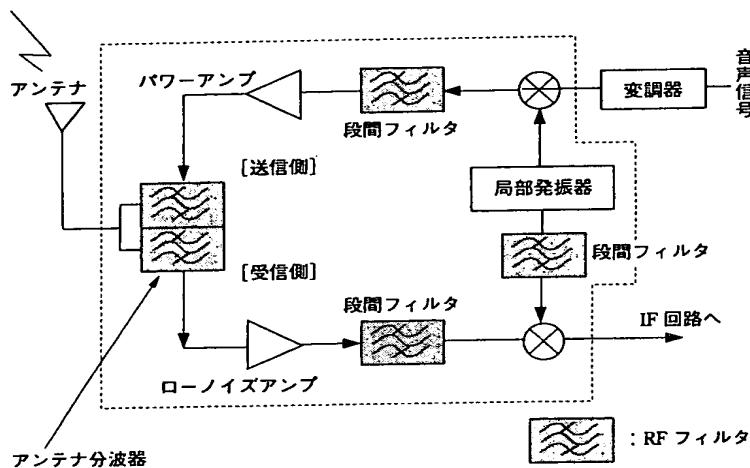 アンテナ
パワーアンプ
段間フィルタ
変調器
音声信号
[送信側]
局部発振器
段間フィルタ
[受信側]
段間フィルタ
IF 回路へ
ローノイズアンプ
アンテナ分波器
：RF フィルタ